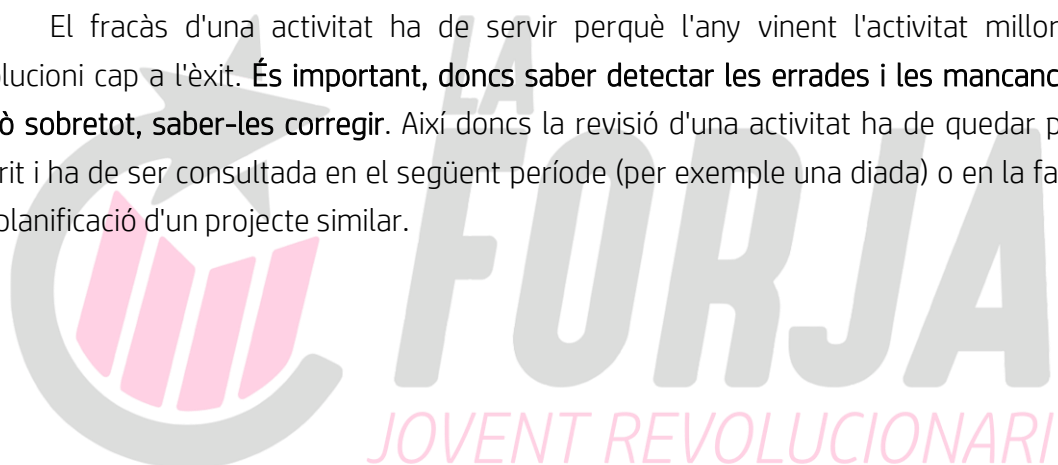 El fracàs d'una activitat ha de servir perquè l'any vinent l'activitat millor
olucioni cap a l'èxit. És important, doncs saber detectar les errades i les mancanc
ò sobretot, saber-les corregir. Així doncs la revisió d'una activitat ha de quedar p
rit i ha de ser consultada en el següent període (per exemple una diada) o en la fa
planificació d'un projecte similar.
LA
FORJA
JOVENT REVOLUCIONARI